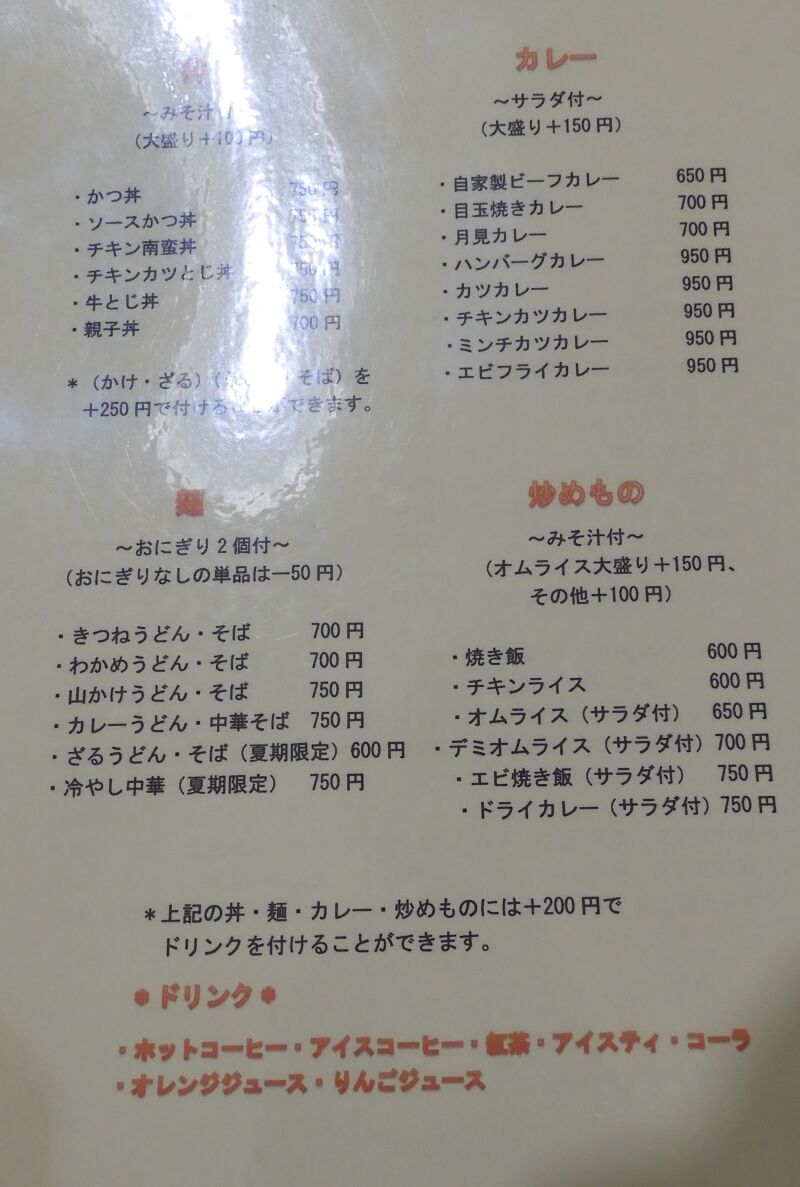 丼
～みそ汁付
(大盛り＋100円)
・かつ丼 750円
・ソースかつ丼 円
・チキン南蛮丼 750円
・チキンカツとじ丼 円
・牛とじ丼 750円
・親子丼 700円
＊（かけ・ざる）（ そば）を
＋250円で付けることができます。
カレー
～サラダ付～
(大盛り＋150円)
・自家製ビーフカレー 650円
・目玉焼きカレー 700円
・月見カレー 700円
・ハンバーグカレー 950円
・カツカレー 950円
・チキンカツカレー 950円
・ミンチカツカレー 950円
・エビフライカレー 950円
麺
～おにぎり2個付～
(おにぎりなしの単品は－50円)
・きつねうどん・そば 700円
・わかめうどん・そば 700円
・山かけうどん・そば 750円
・カレーうどん・中華そば 750円
・ざるうどん・そば（夏期限定）600円
・冷やし中華（夏期限定） 750円
炒めもの
～みそ汁付～
(オムライス大盛り＋150円、
その他＋100円)
・焼き飯 600円
・チキンライス 600円
・オムライス（サラダ付） 650円
・デミオムライス（サラダ付）700円
・エビ焼き飯（サラダ付） 750円
・ドライカレー（サラダ付）750円
＊上記の丼・麺・カレー・炒めものには＋200円で
ドリンクを付けることができます。
＊ドリンク＊
・ホットコーヒー・アイスコーヒー・紅茶・アイスティ・コーラ
・オレンジジュース・りんごジュース